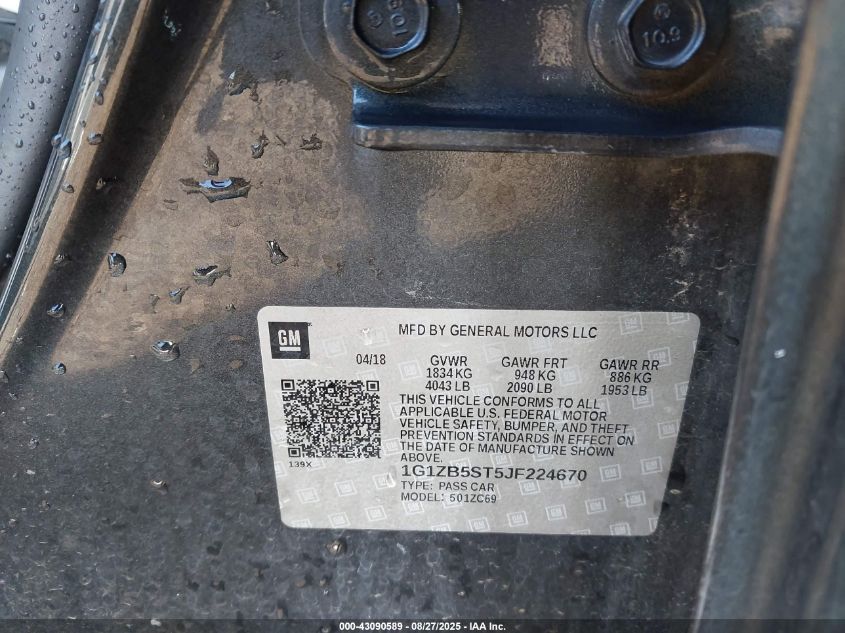 10.9
10.9
GM
MFD BY GENERAL MOTORS LLC
04/18 GVWR GAWR FRT GAWR RR
1834 KG 948 KG 886 KG
4043 LB 2090 LB 1953 LB
THIS VEHICLE CONFORMS TO ALL
APPLICABLE U.S. FEDERAL MOTOR
VEHICLE SAFETY, BUMPER, AND THEFT
PREVENTION STANDARDS IN EFFECT ON
THE DATE OF MANUFACTURE SHOWN
ABOVE.
139X
1G1ZB5ST5JF224670
TYPE: PASS CAR
MODEL: 501ZC69
000-43090589 - 08/27/2025 - IAA Inc.